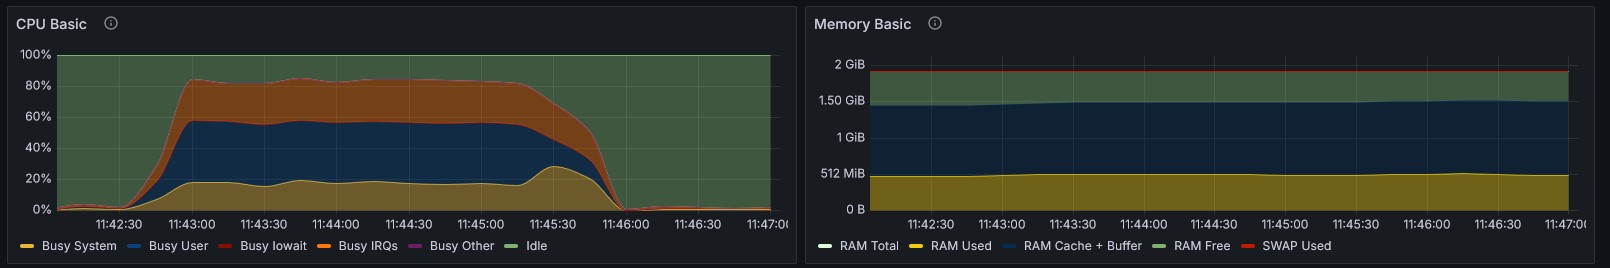 CPU Basic
100%
80%
60%
40%
20%
0%
11:42:30 11:43:00 11:43:30 11:44:00 11:44:30 11:45:00 11:45:30 11:46:00 11:46:30 11:47:00
Busy System Busy User Busy Iowait Busy IRQs Busy Other Idle
Memory Basic
2 GiB
1.50 GiB
1 GiB
512 MiB
0 B
11:42:30 11:43:00 11:43:30 11:44:00 11:44:30 11:45:00 11:45:30 11:46:00 11:46:30 11:47:00
RAM Total RAM Used RAM Cache + Buffer RAM Free SWAP Used